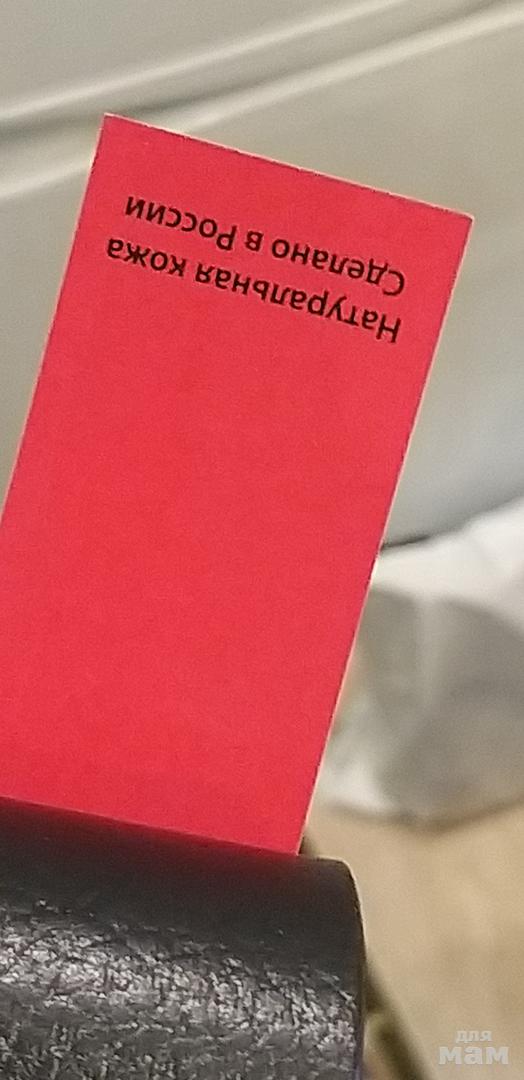 Натуральная кожа
Сделано в России
для
мам